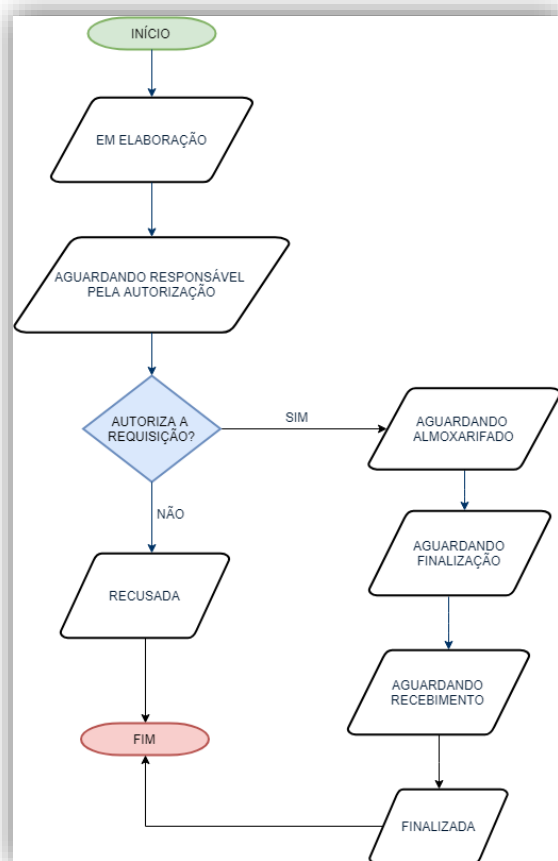 INÍCIO
EM ELABORAÇÃO
AGUARDANDO RESPONSÁVEL
PELA AUTORIZAÇÃO
AUTORIZA A
REQUISIÇÃO?
SIM
AGUARDANDO
ALMOXARIFADO
NÃO
AGUARDANDO
FINALIZAÇÃO
RECUSADA
AGUARDANDO
RECEBIMENTO
FIM
FINALIZADA